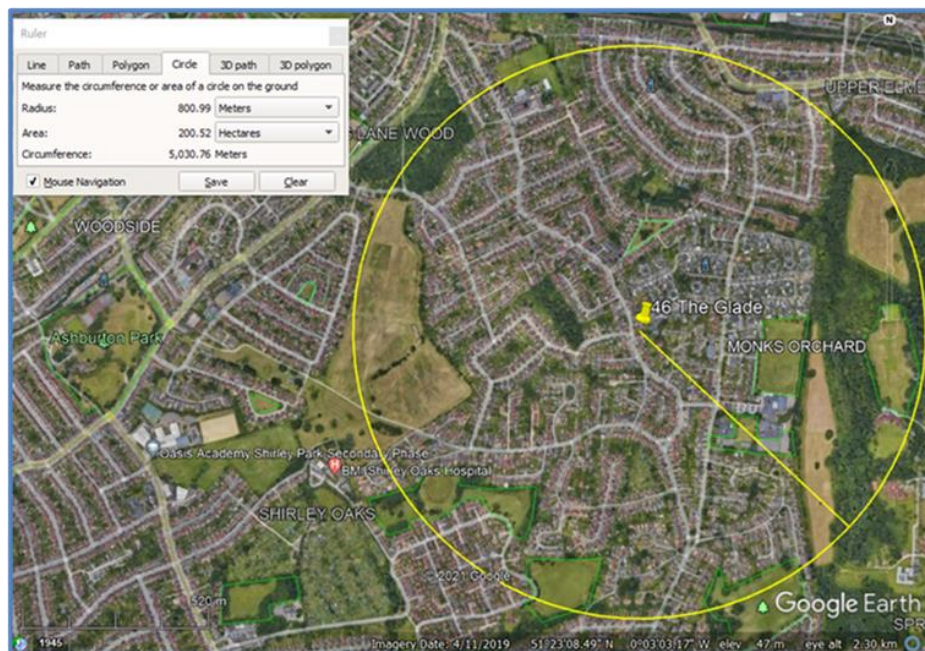 Ruler
Line Path Polygon Circle 3D path 3D polygon
Measure the circumference or area of a circle on the ground
Radius: 800.99 Meters
Area: 200.52 Hectares
Circumference: 5,030.76 Meters
Mouse Navigation Save Clear
N
UPPER ELME
LANE WOOD
WOODSIDE
46 The Glade
Ashburton Park
MONKS ORCHARD
Oasis Academy Shirley Park Secondary Phase
H
BMI Shirley Oaks Hospital
SHIRLEY OAKS
© 2021 Google
520 m
Google Earth
SPR
1945
Imagery Date: 4/11/2019 51°23'08.49" N 0°03'03.17" W elev 47 m eye alt 2.30 km